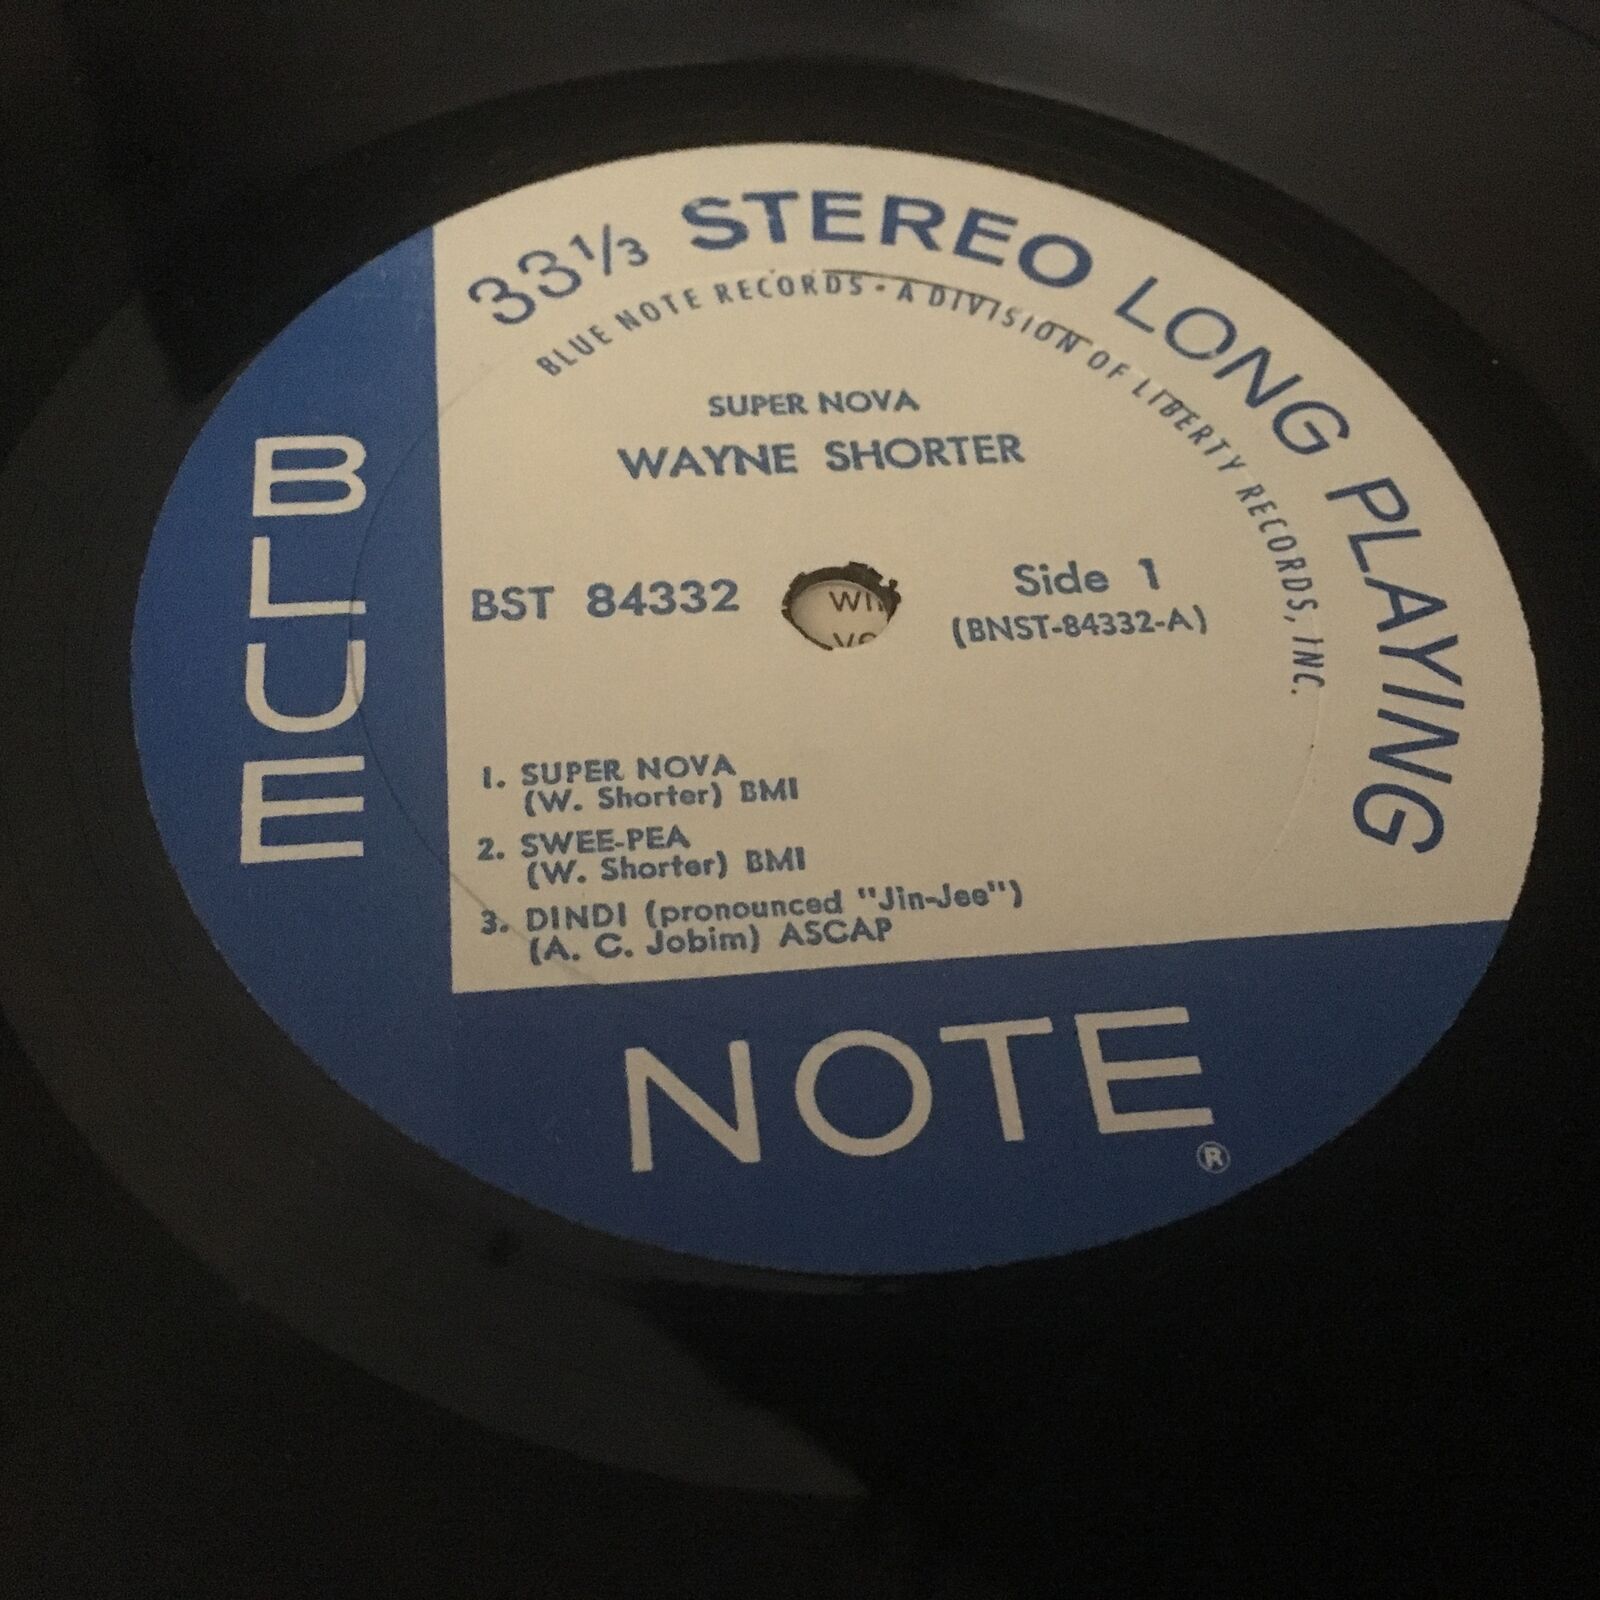 33 1/3 STEREO LONG PLAYING
BLUE NOTE RECORDS • A DIVISION OF LIBERTY RECORDS, INC.
SUPER NOVA
WAYNE SHORTER
BST 84332
Side 1
(BNST-84332-A)
1. SUPER NOVA
(W. Shorter) BMI
2. SWEE-PEA
(W. Shorter) BMI
3. DINDI (pronounced "Jin-Jee")
(A. C. Jobim) ASCAP
BLUE
NOTE ®